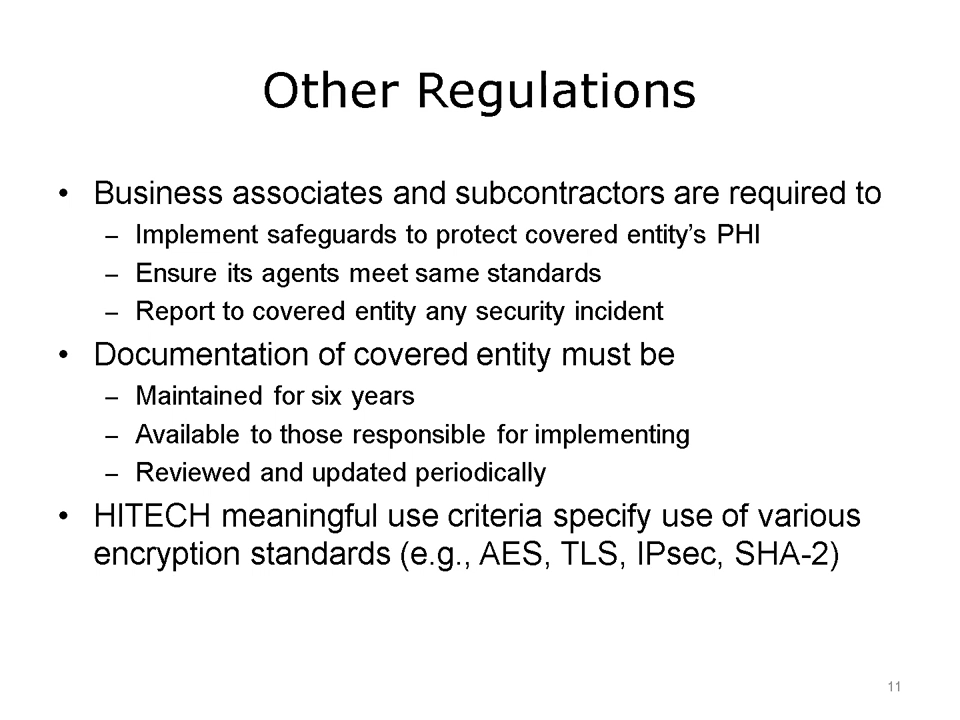 Other Regulations
• Business associates and subcontractors are required to
– Implement safeguards to protect covered entity's PHI
– Ensure its agents meet same standards
– Report to covered entity any security incident
• Documentation of covered entity must be
– Maintained for six years
– Available to those responsible for implementing
– Reviewed and updated periodically
• HITECH meaningful use criteria specify use of various
encryption standards (e.g., AES, TLS, IPsec, SHA-2)
11